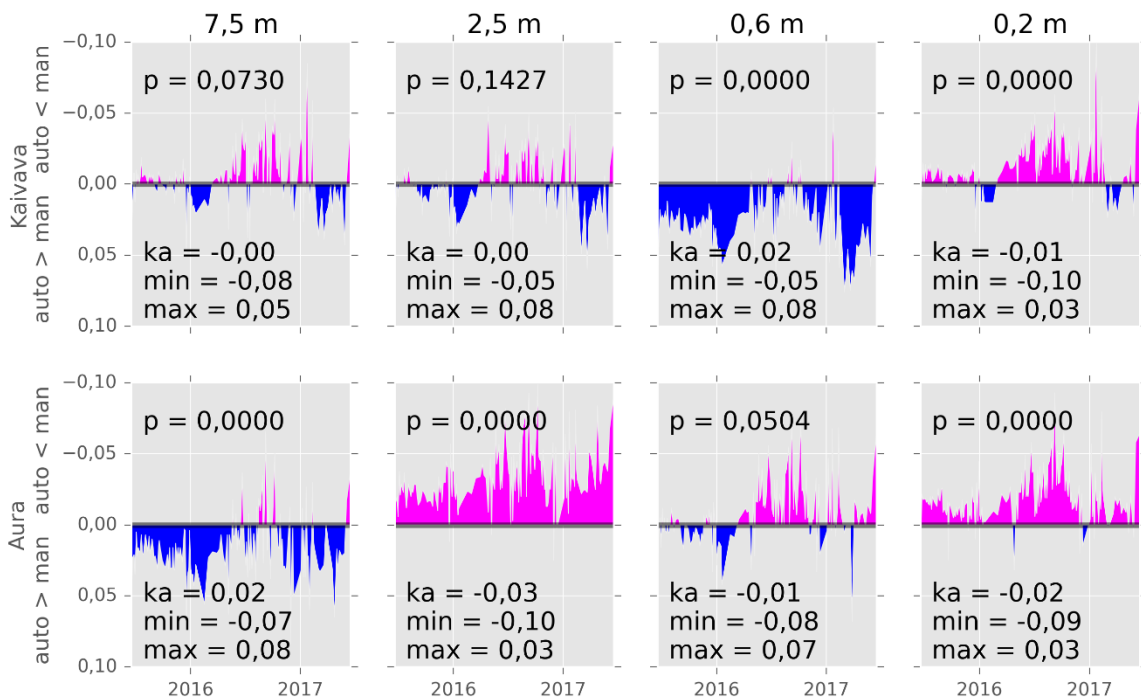 7,5 m
2,5 m
0,6 m
0,2 m
Kaivava
auto > man auto < man
−0,10
−0,05
0,00
0,05
0,10
p = 0,0730
ka = -0,00
min = -0,08
max = 0,05
p = 0,1427
ka = 0,00
min = -0,05
max = 0,08
p = 0,0000
ka = 0,02
min = -0,05
max = 0,08
p = 0,0000
ka = -0,01
min = -0,10
max = 0,03
Aura
auto > man auto < man
−0,10
−0,05
0,00
0,05
0,10
p = 0,0000
ka = 0,02
min = -0,07
max = 0,08
p = 0,0000
ka = -0,03
min = -0,10
max = 0,03
p = 0,0504
ka = -0,01
min = -0,08
max = 0,07
p = 0,0000
ka = -0,02
min = -0,09
max = 0,03
2016 2017
2016 2017
2016 2017
2016 2017